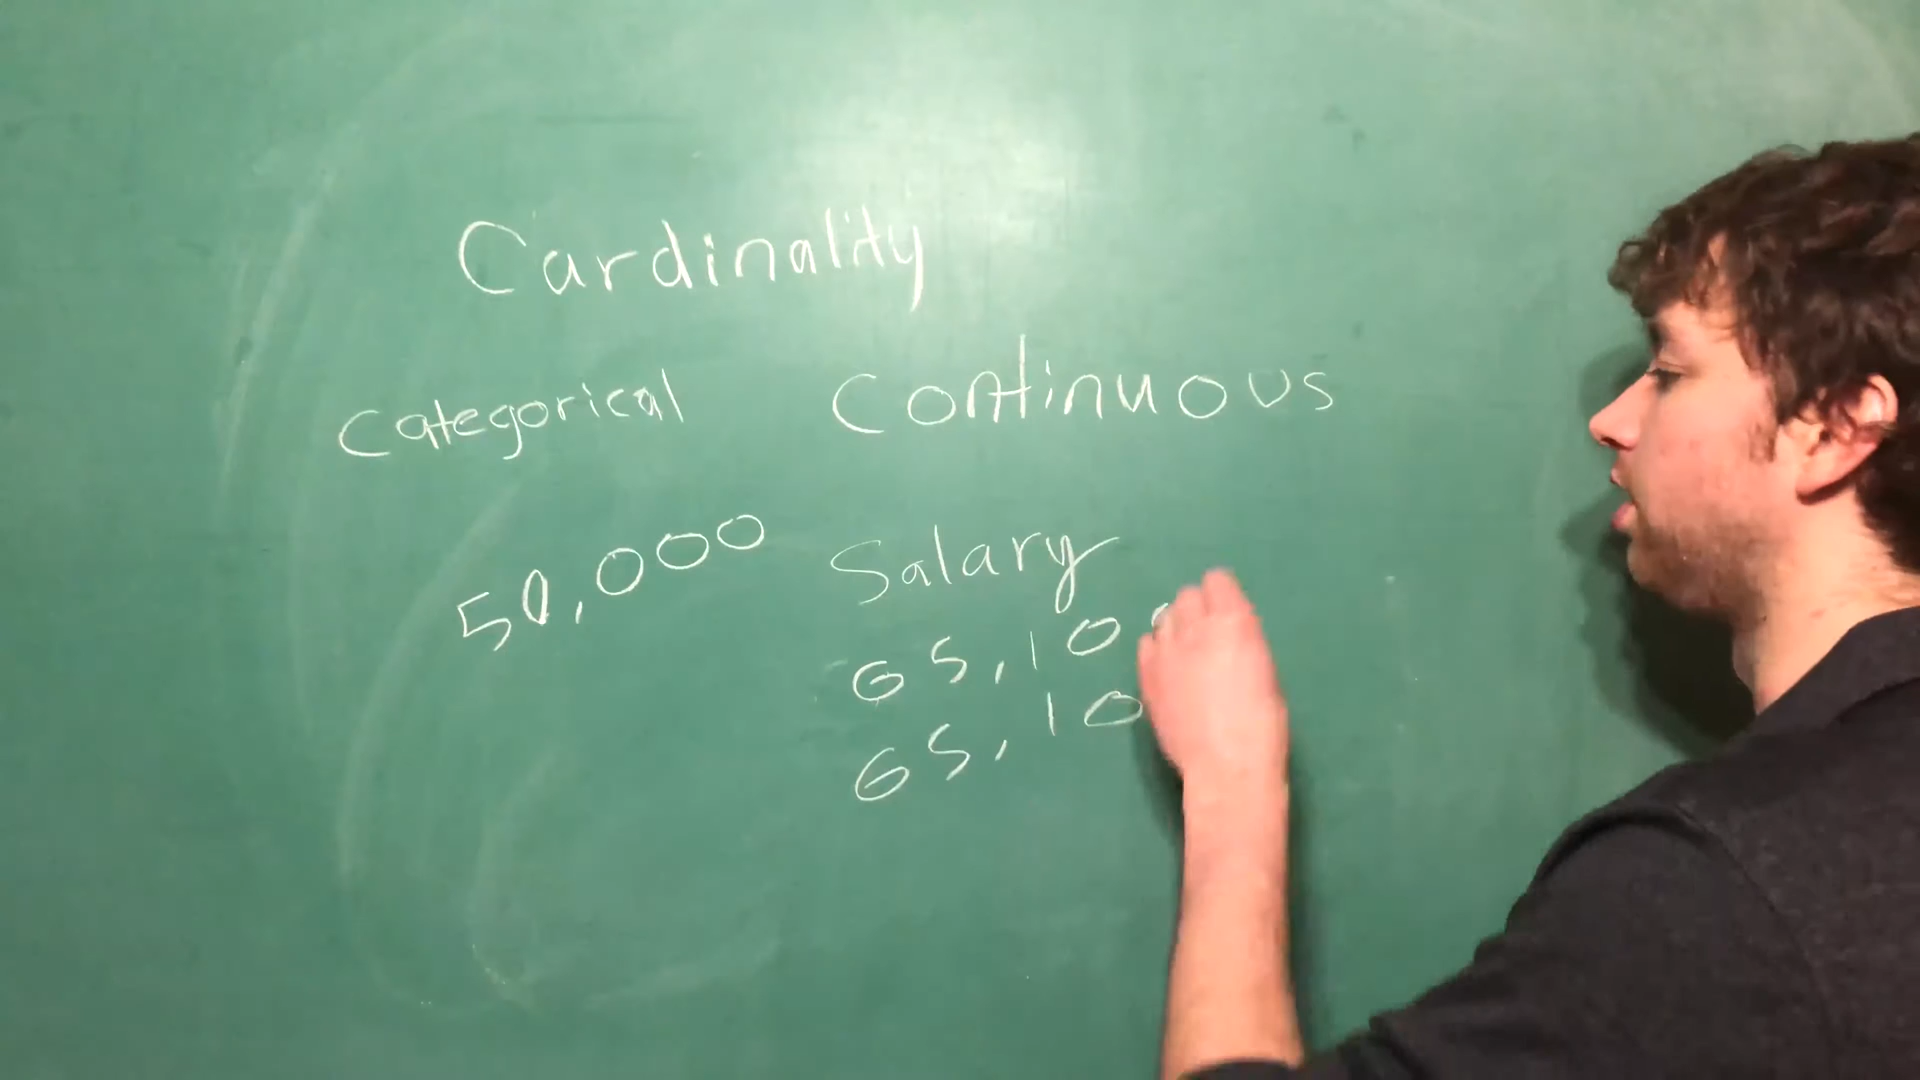 Cardinality
Categorical Continuous
50,000 Salary
65,10
65,10